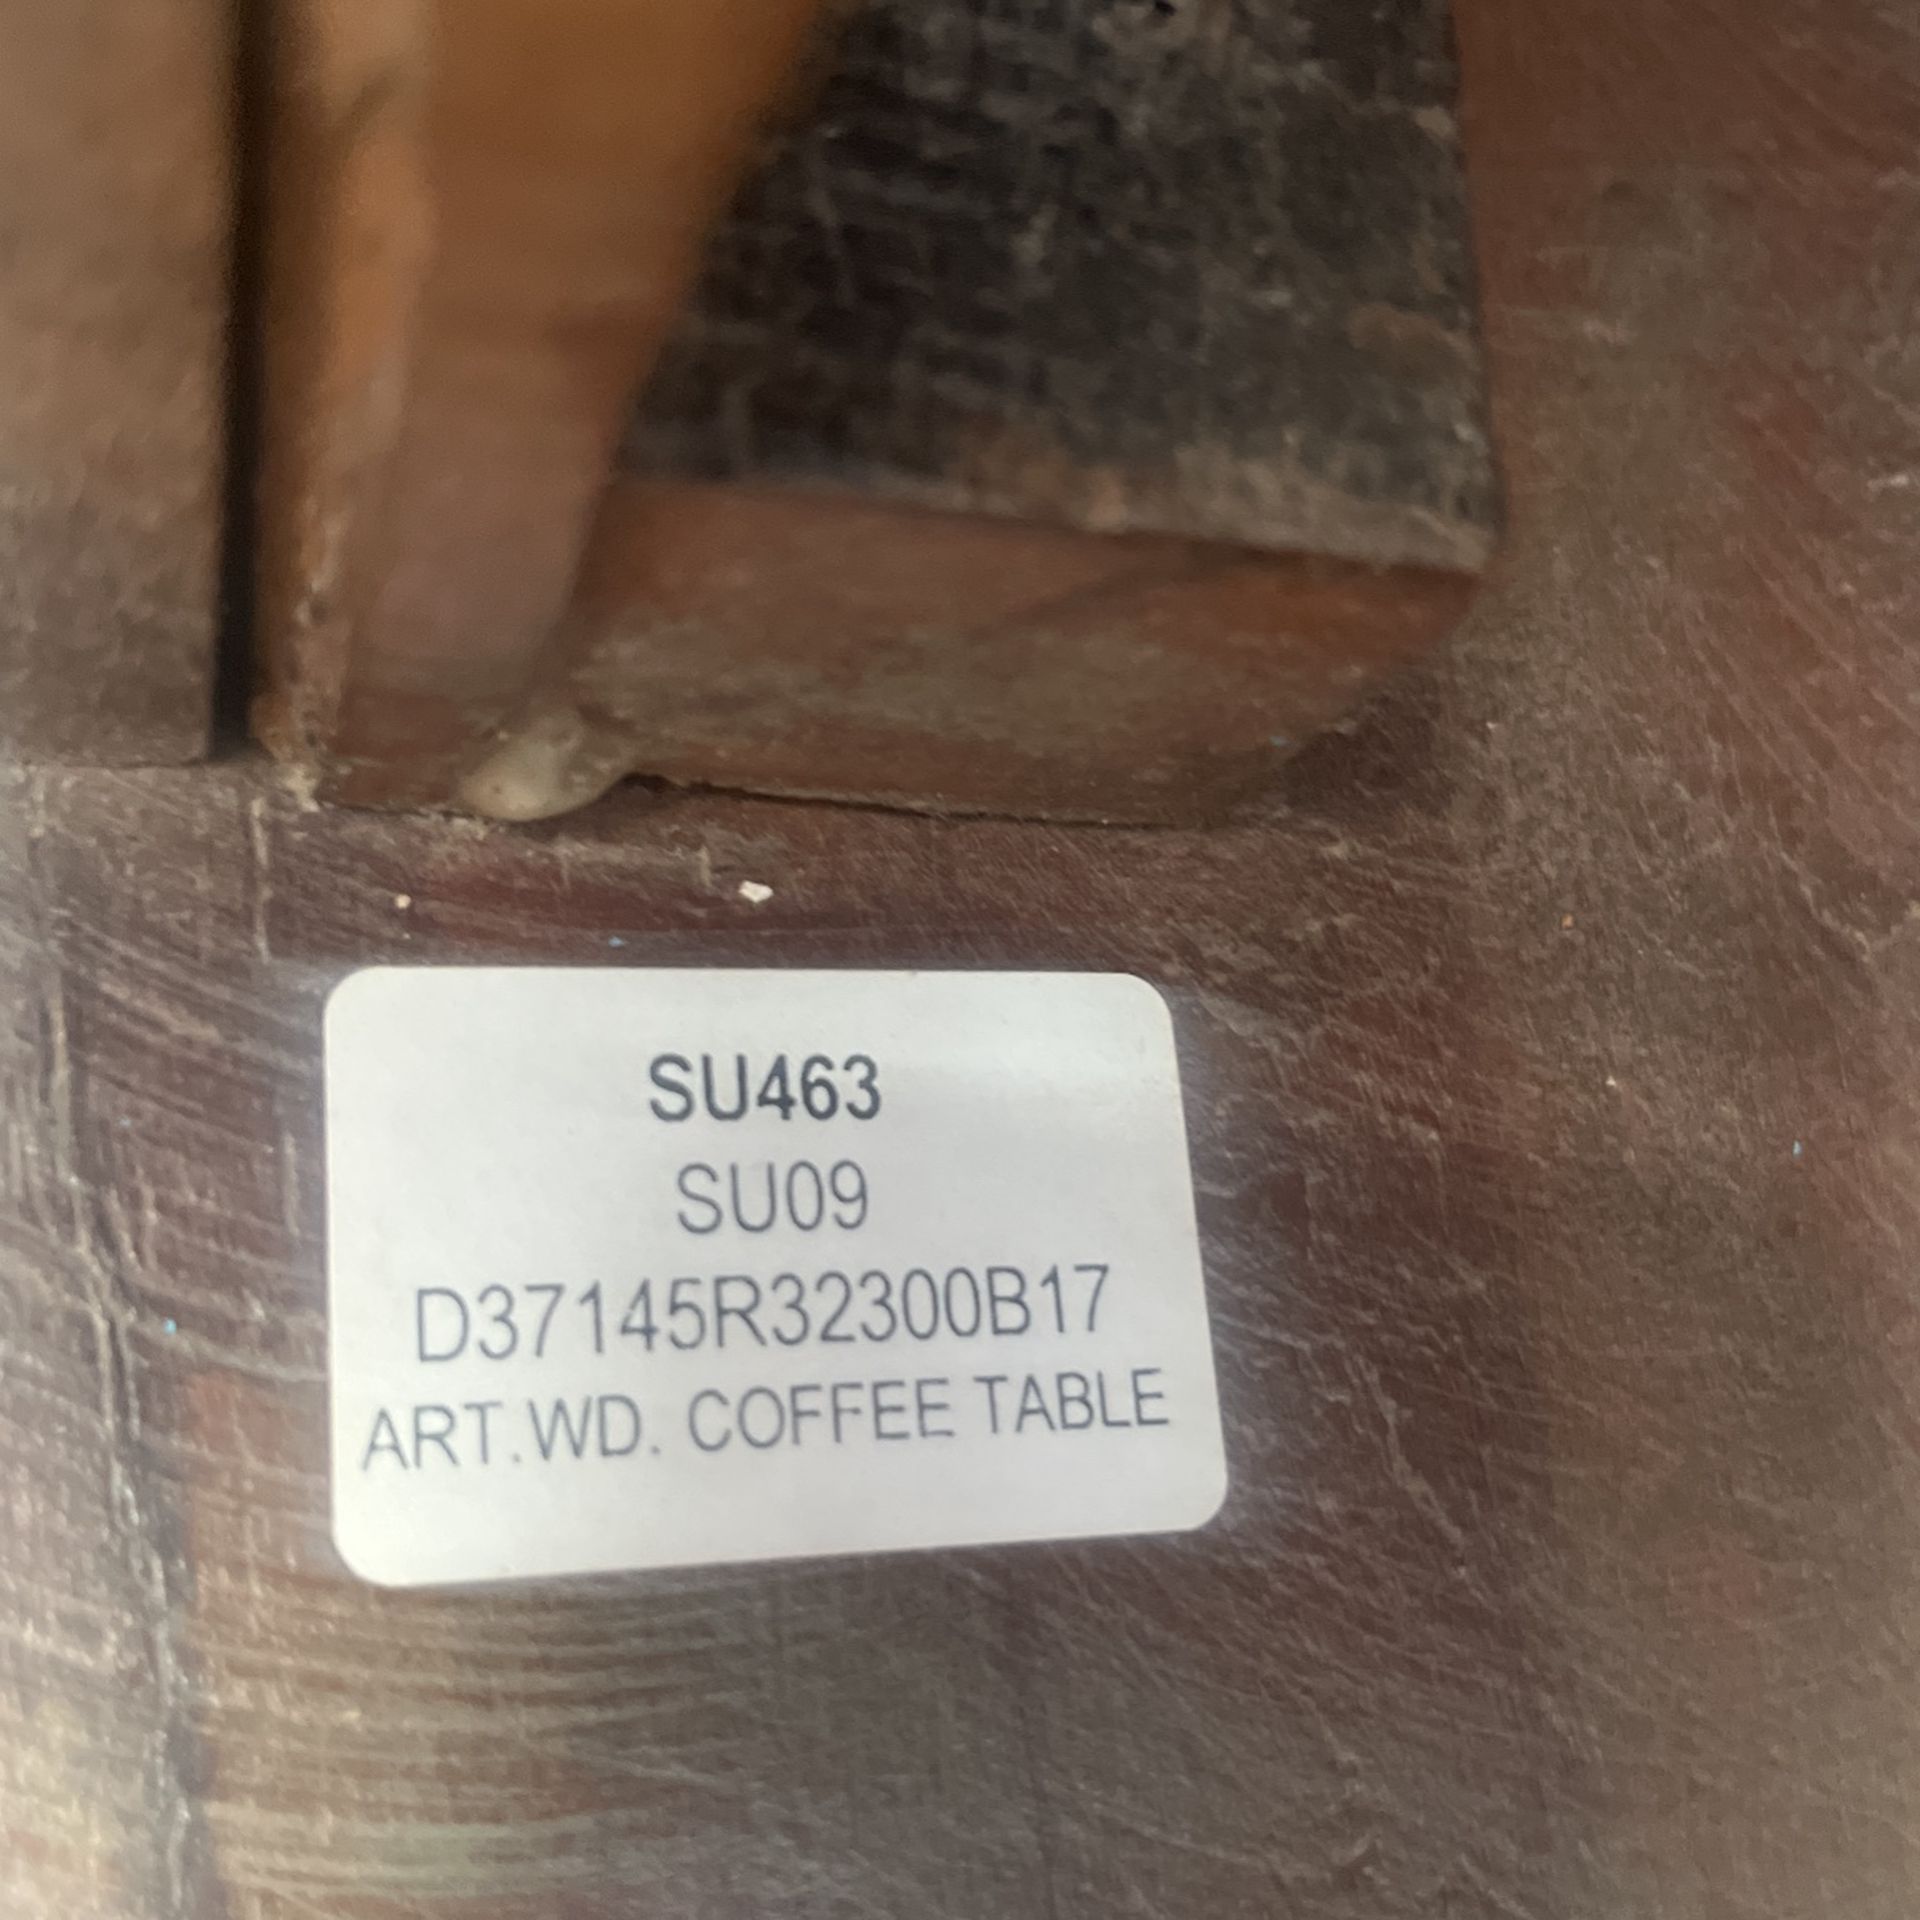 SU463
SU09
D37145R32300B17
ART.WD. COFFEE TABLE